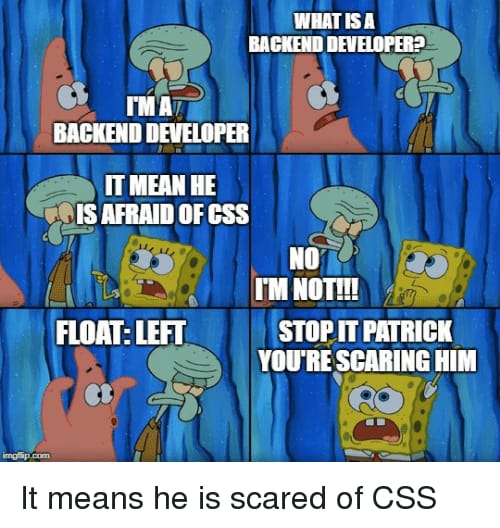 I'M A
BACKEND DEVELOPER
WHAT IS A
BACKEND DEVELOPER?
IT MEAN HE
IS AFRAID OF CSS
NO
I'M NOT!!!
FLOAT: LEFT
STOP IT PATRICK
YOU'RE SCARING HIM
imgflip.com
It means he is scared of CSS